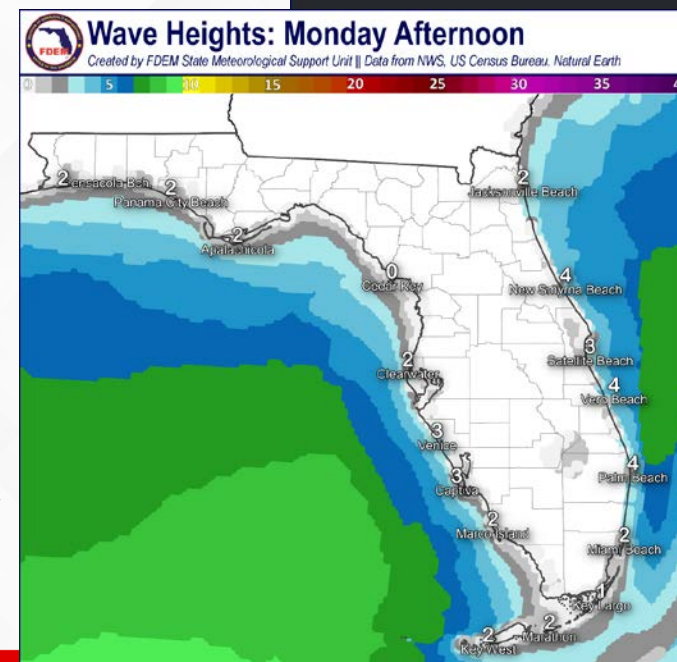 FDEM
Wave Heights: Monday Afternoon
Created by FDEM State Meteorological Support Unit || Data from NWS, US Census Bureau, Natural Earth
0 5 10 15 20 25 30 35
2
Pensacola Bch
2
Panama City Beach
2
Apalachicola
2
Jacksonville Beach
0
Cedar Key
4
New Smyrna Beach
3
Satellite Beach
2
Clearwater
4
Vero Beach
3
Venice
4
Palm Beach
3
Captiva
2
Marco Island
2
Miami Beach
1
Key Largo
2
Marathon
2
Key West